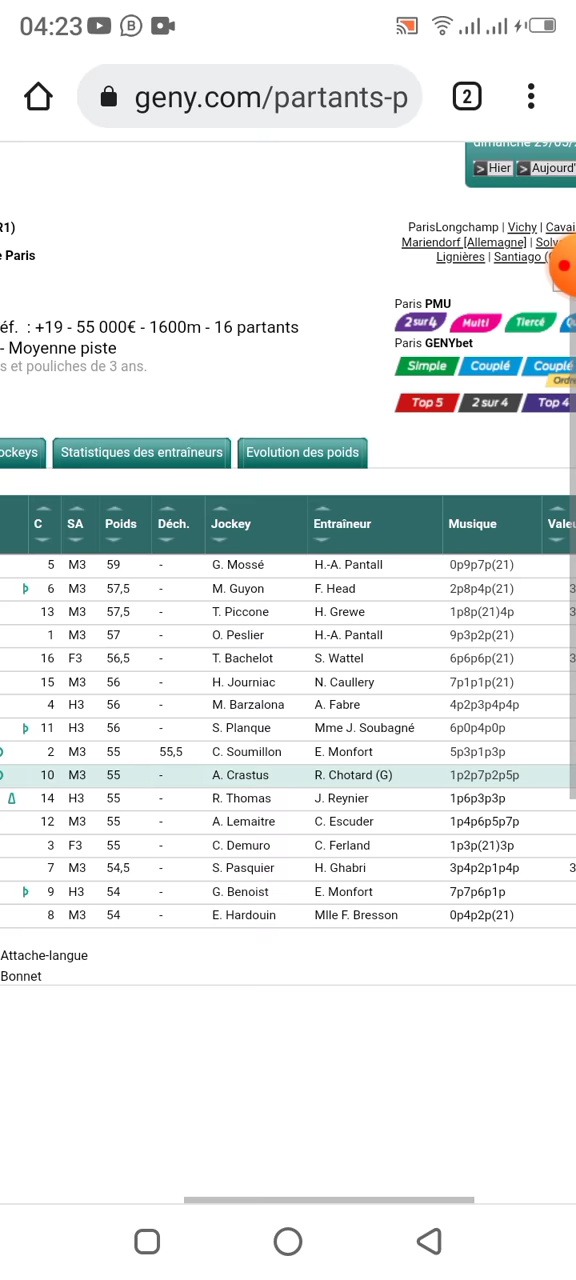 04:23
geny.com/partants-p
2
dimanche 29/05/
> Hier > Aujourd'
R1)
ParisLongchamp | Vichy | Cavai
Mariendorf [Allemagne] | Solv
e Paris
Lignières | Santiago (
Paris PMU
2sur4 Multi Tiercé
éf. : +19 - 55 000€ - 1600m - 16 partants
Paris GENYbet
- Moyenne piste
s et pouliches de 3 ans.
Simple Couplé Couplé
Ordre
Top 5 2 sur 4 Top 4
ockeys Statistiques des entraîneurs Evolution des poids
C SA Poids Déch. Jockey Entraîneur Musique Valeu
5 M3 59 - G. Mossé H.-A. Pantall 0p9p7p(21)
6 M3 57,5 - M. Guyon F. Head 2p8p4p(21) 3
13 M3 57,5 - T. Piccone H. Grewe 1p8p(21)4p 3
1 M3 57 - O. Peslier H.-A. Pantall 9p3p2p(21)
16 F3 56,5 - T. Bachelot S. Wattel 6p6p6p(21) 3
15 M3 56 - H. Journiac N. Caullery 7p1p1p(21)
4 H3 56 - M. Barzalona A. Fabre 4p2p3p4p4p
11 H3 56 - S. Planque Mme J. Soubagné 6p0p4p0p
2 M3 55 55,5 C. Soumillon E. Monfort 5p3p1p3p
10 M3 55 - A. Crastus R. Chotard (G) 1p2p7p2p5p
14 H3 55 - R. Thomas J. Reynier 1p6p3p3p
12 M3 55 - A. Lemaitre C. Escuder 1p4p6p5p7p
3 F3 55 - C. Demuro C. Ferland 1p3p(21)3p
7 M3 54,5 - S. Pasquier H. Ghabri 3p4p2p1p4p 3
9 H3 54 - G. Benoist E. Monfort 7p7p6p1p
8 M3 54 - E. Hardouin Mlle F. Bresson 0p4p2p(21)
Attache-langue
Bonnet